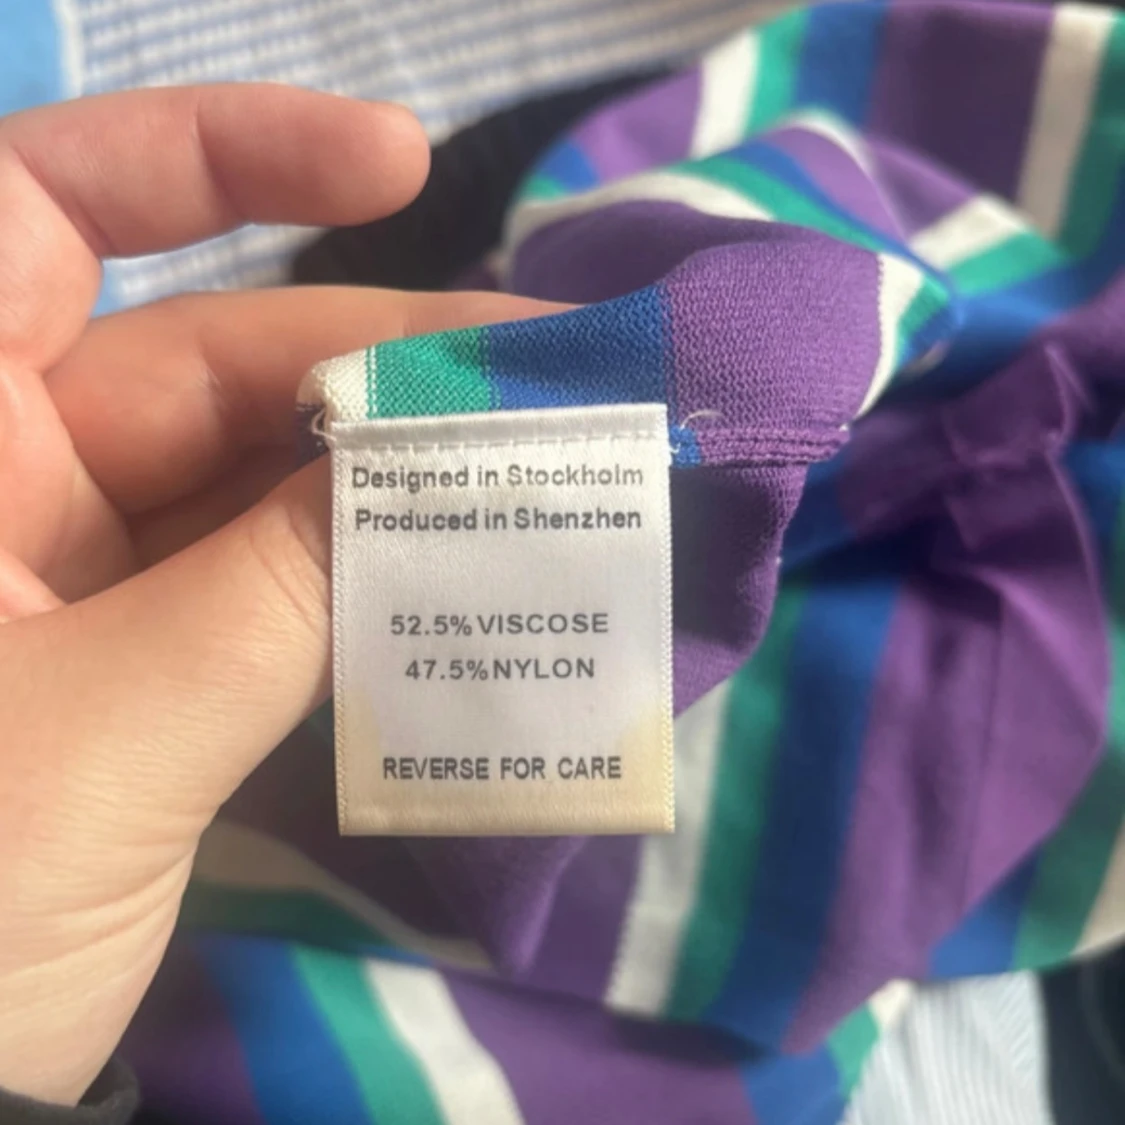 Designed in Stockholm
Produced in Shenzhen
52.5% VISCOSE
47.5%NYLON
REVERSE FOR CARE